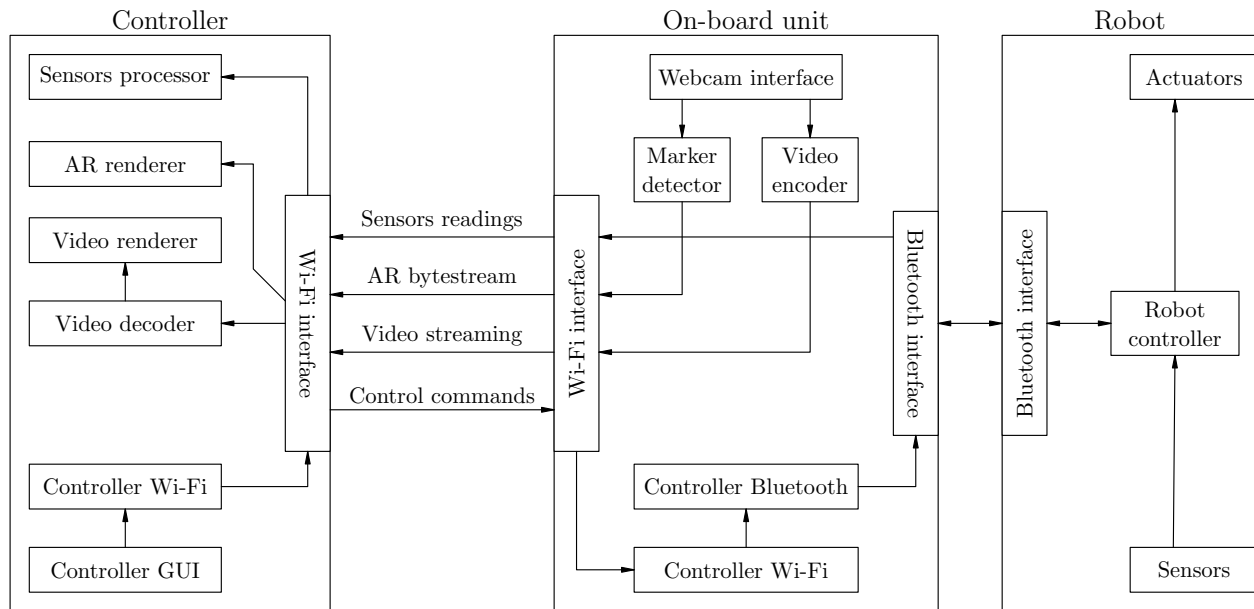 Controller
On-board unit
Robot
Sensors processor
AR renderer
Video renderer
Video decoder
Wi-Fi interface
Controller Wi-Fi
Controller GUI
Sensors readings
AR bytestream
Video streaming
Control commands
Webcam interface
Marker
detector
Video
encoder
Wi-Fi interface
Bluetooth interface
Controller Bluetooth
Controller Wi-Fi
Bluetooth interface
Actuators
Robot
controller
Sensors